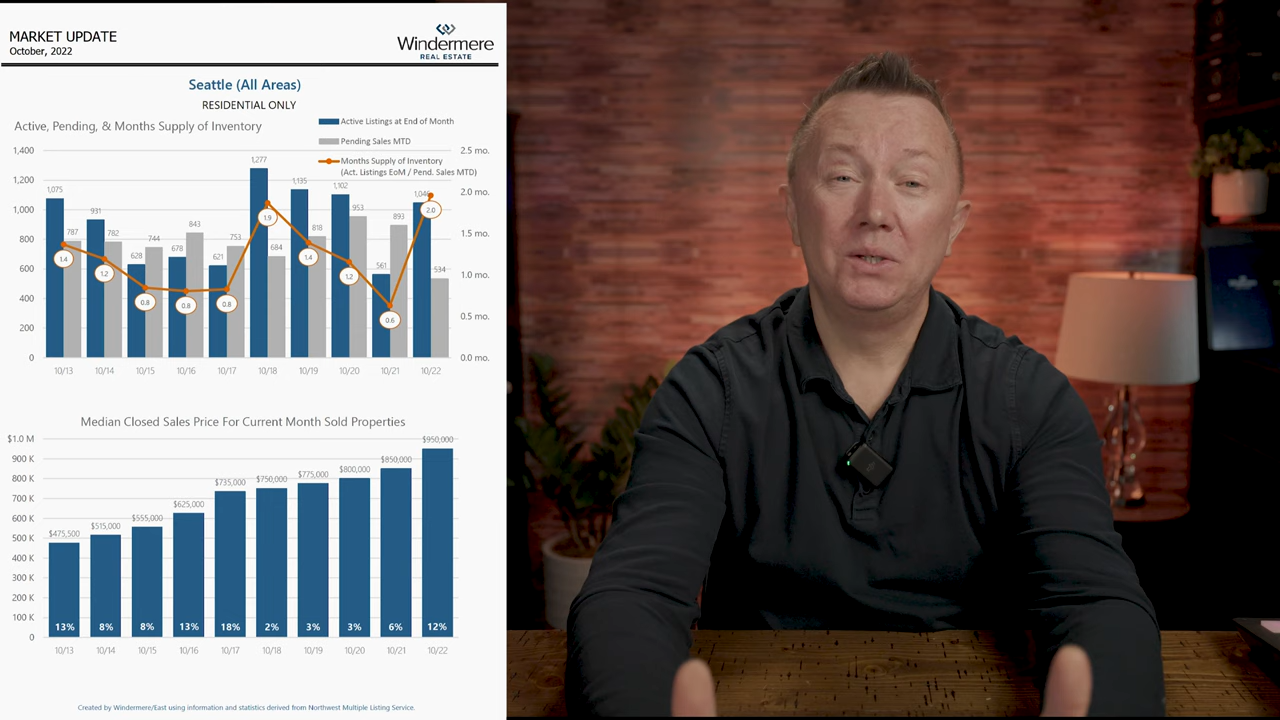 MARKET UPDATE
October, 2022
Windermere
REAL ESTATE
Seattle (All Areas)
RESIDENTIAL ONLY
Active, Pending, & Months Supply of Inventory
Active Listings at End of Month
Pending Sales MTD
Months Supply of Inventory
(Act. Listings EoM / Pend. Sales MTD)
1,400
1,200
1,000
800
600
400
200
0
2.5 mo.
2.0 mo.
1.5 mo.
1.0 mo.
0.5 mo.
0.0 mo.
1,075 787 931 782 628 744 678 843 621 753 1,277 684 1,135 818 1,102 953 561 893 534
1.4 1.2 0.8 0.8 0.8 1.9 1.4 1.2 0.6 2.0
10/13 10/14 10/15 10/16 10/17 10/18 10/19 10/20 10/21 10/22
Median Closed Sales Price For Current Month Sold Properties
$1.0 M
900 K
800 K
700 K
600 K
500 K
400 K
300 K
200 K
100 K
0
$475,500 $515,000 $555,000 $625,000 $735,000 $750,000 $775,000 $800,000 $850,000 $950,000
13% 8% 8% 13% 18% 2% 3% 3% 6% 12%
10/13 10/14 10/15 10/16 10/17 10/18 10/19 10/20 10/21 10/22
Created by Windermere/East using information and statistics derived from Northwest Multiple Listing Service.